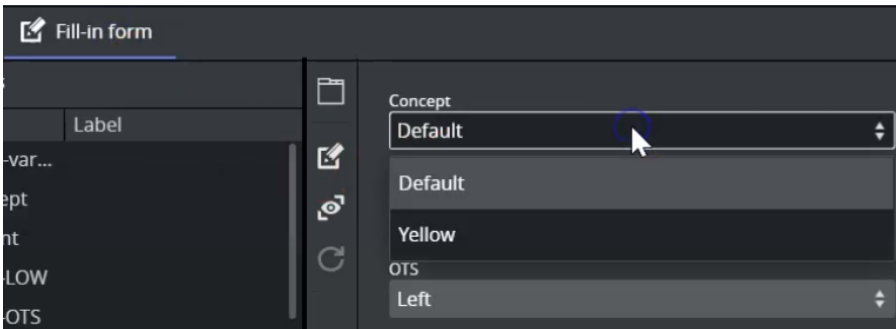 Fill-in form
s
Label
-var...
ept
nt
-LOW
-OTS
Concept
Default
Default
Yellow
OTS
Left